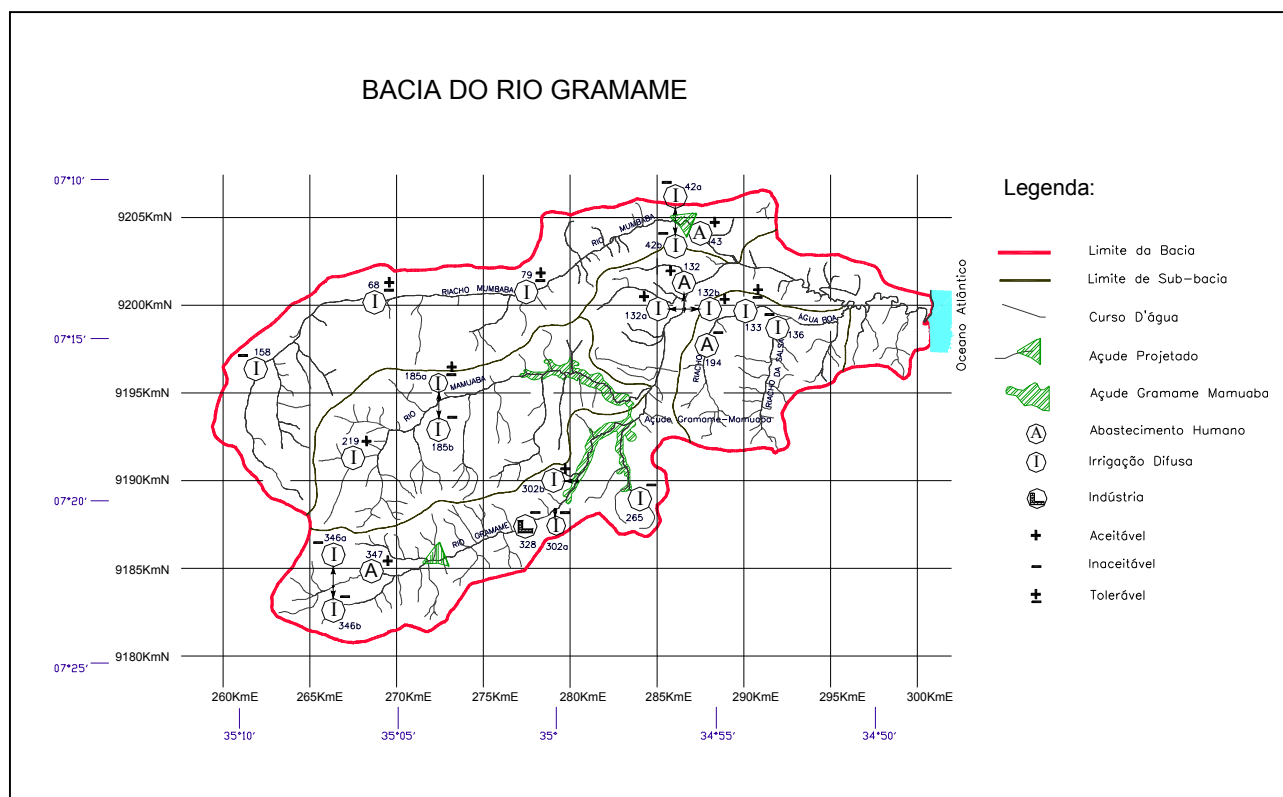 BACIA DO RIO GRAMAME
07°10'
9205KmN
9200KmN
07°15'
9195KmN
9190KmN
07°20'
9185KmN
9180KmN
07°25'
260KmE
265KmE
270KmE
275KmE
280KmE
285KmE
290KmE
295KmE
300KmE
35°10'
35°05'
35°
34°55'
34°50'
I
- 42a
RIO MUMBABA
A
+
43
- 42b
I
132
+
A
68
±
I
RIACHO MUMBABA
79
±
I
+
132a
I
132b
+
I
133
±
I
AGUA BOA
136
-
I
194
-
A
RIACHO
RIACHO DA SALSA
- 158
I
185a
±
I
RIO MAMUABA
185b
-
I
219
+
I
Açude Gramame-Mamuaba
302b
+
I
265
-
I
RIO GRAMAME
328
-
302a
-
I
346a
-
I
347
+
A
346b
-
I
Oceano Atlântico
Legenda:
Limite da Bacia
Limite de Sub-bacia
Curso D'água
Açude Projetado
Açude Gramame Mamuaba
A Abastecimento Humano
I Irrigação Difusa
Indústria
+ Aceitável
- Inaceitável
± Tolerável